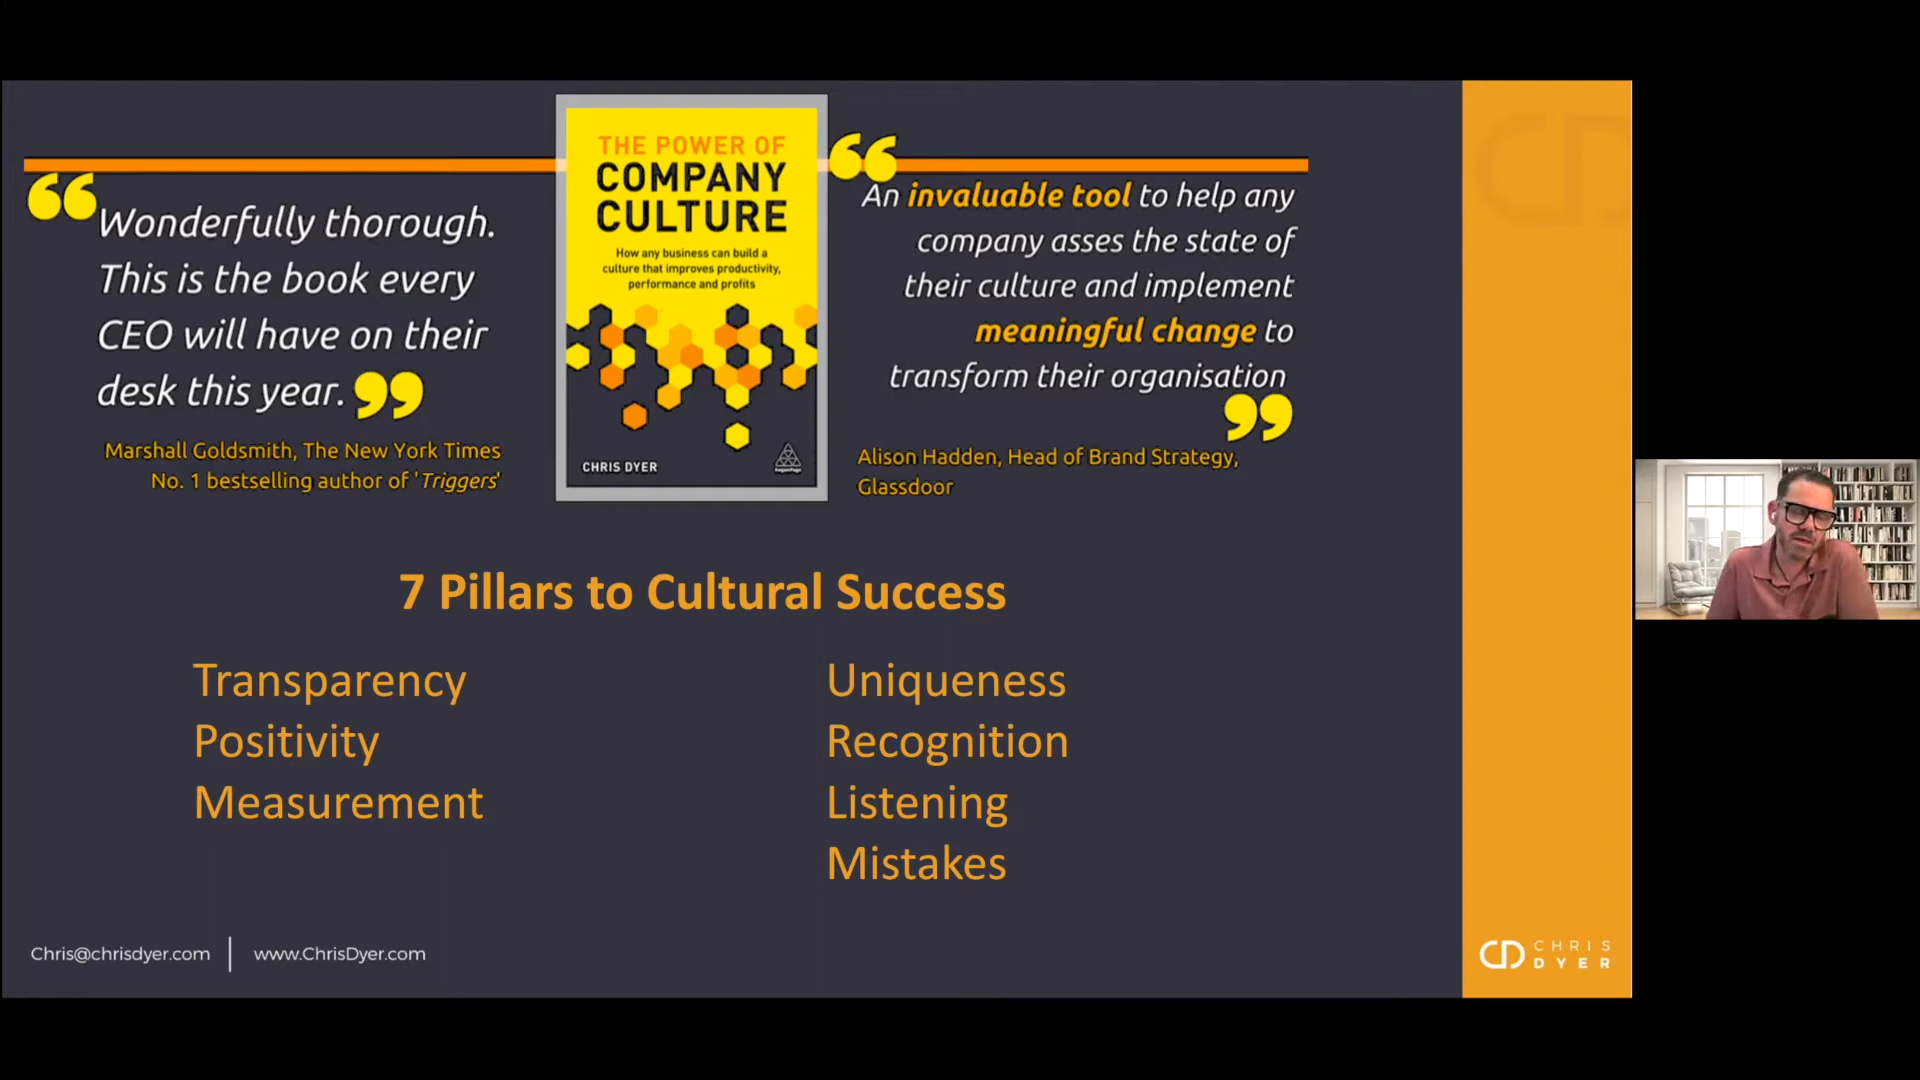 “
Wonderfully thorough.
This is the book every
CEO will have on their
desk this year. ”
Marshall Goldsmith, The New York Times
No. 1 bestselling author of 'Triggers'
THE POWER OF
COMPANY
CULTURE
How any business can build a
culture that improves productivity,
performance and profits
CHRIS DYER
KoganPage
“
An invaluable tool to help any
company asses the state of
their culture and implement
meaningful change to
transform their organisation
”
Alison Hadden, Head of Brand Strategy,
Glassdoor
7 Pillars to Cultural Success
Transparency
Positivity
Measurement
Uniqueness
Recognition
Listening
Mistakes
Chris@chrisdyer.com | www.ChrisDyer.com
CD CHRIS
DYER